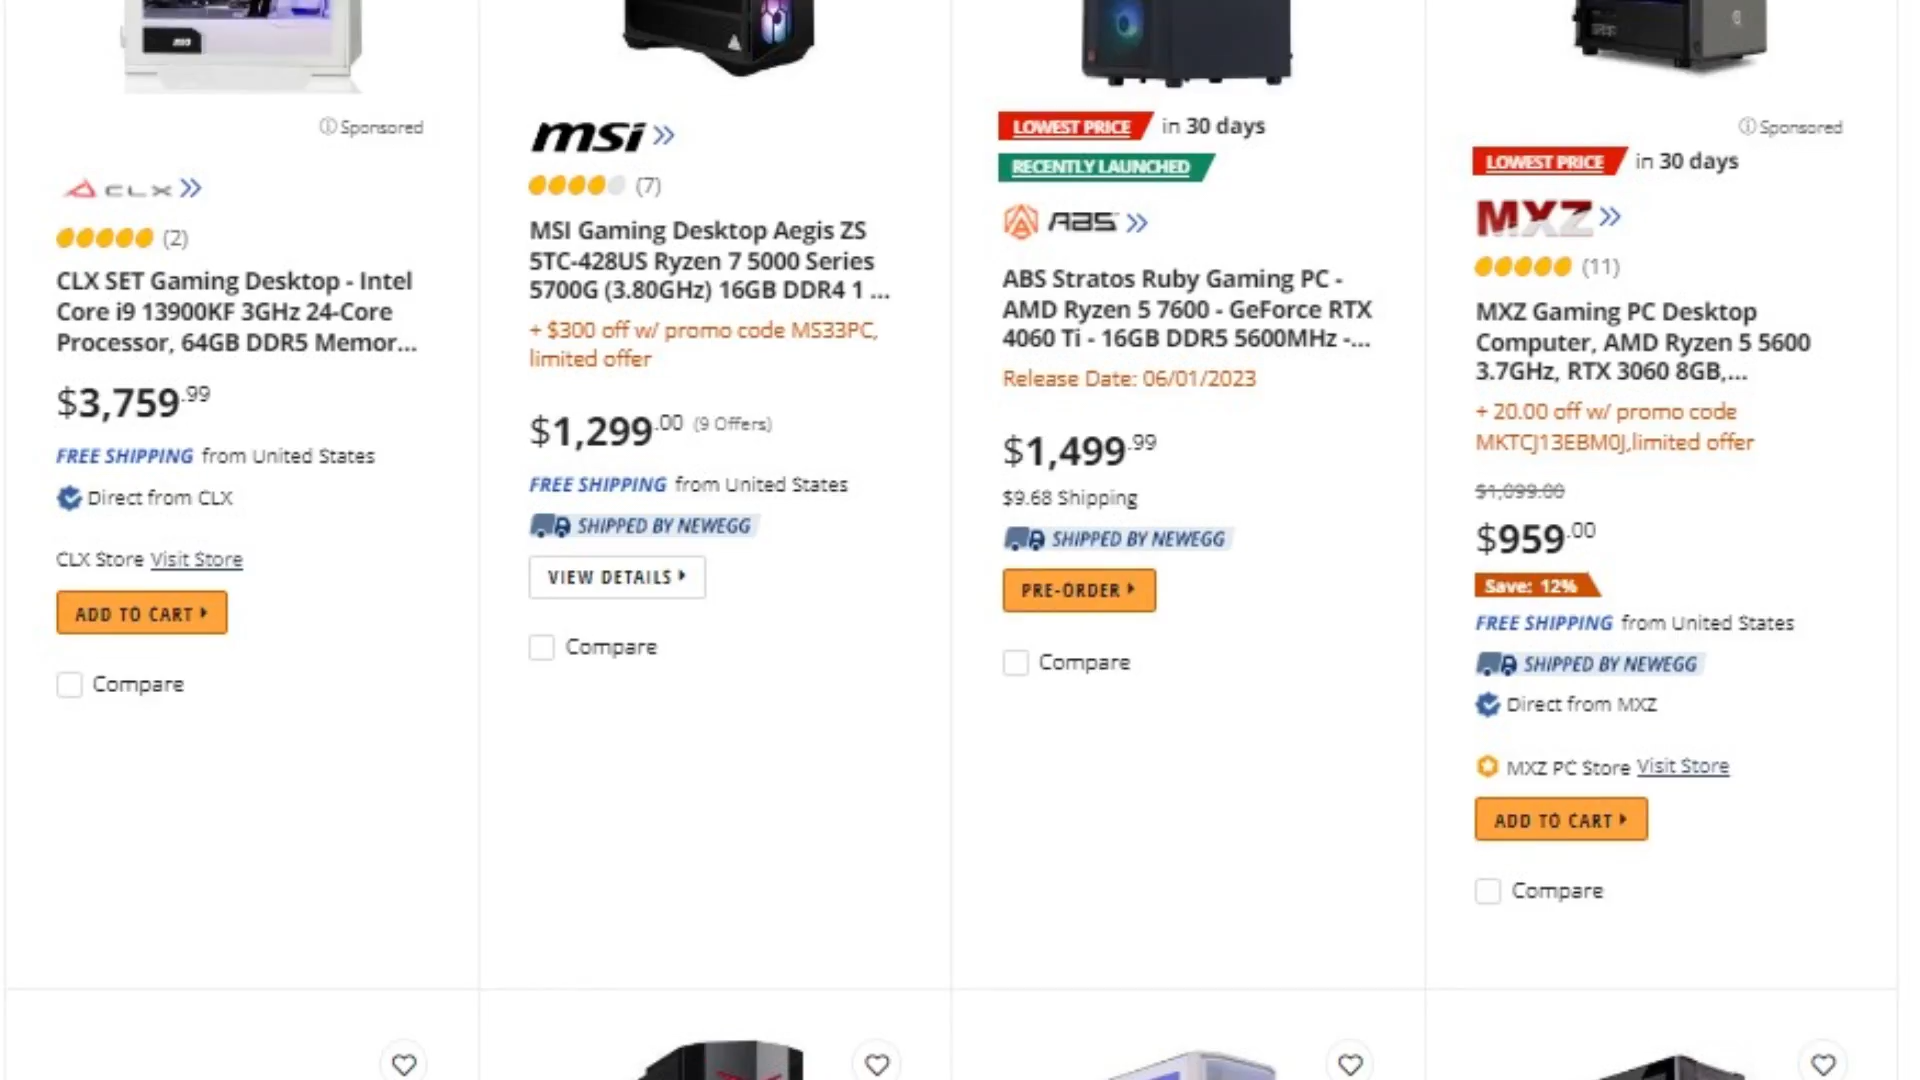 Sponsored
CLX
(2)
CLX SET Gaming Desktop - Intel
Core i9 13900KF 3GHz 24-Core
Processor, 64GB DDR5 Memor...
$3,759.99
FREE SHIPPING from United States
Direct from CLX
CLX Store Visit Store
ADD TO CART
Compare
msi
(7)
MSI Gaming Desktop Aegis ZS
5TC-428US Ryzen 7 5000 Series
5700G (3.80GHz) 16GB DDR4 1 ...
+ $300 off w/ promo code MS33PC,
limited offer
$1,299.00 (9 Offers)
FREE SHIPPING from United States
SHIPPED BY NEWEGG
VIEW DETAILS
Compare
LOWEST PRICE in 30 days
RECENTLY LAUNCHED
ABS
ABS Stratos Ruby Gaming PC -
AMD Ryzen 5 7600 - GeForce RTX
4060 Ti - 16GB DDR5 5600MHz -...
Release Date: 06/01/2023
$1,499.99
$9.68 Shipping
SHIPPED BY NEWEGG
PRE-ORDER
Compare
Sponsored
LOWEST PRICE in 30 days
MXZ
(11)
MXZ Gaming PC Desktop
Computer, AMD Ryzen 5 5600
3.7GHz, RTX 3060 8GB,...
+ 20.00 off w/ promo code
MKTCJ13EBM0J,limited offer
$1,099.00
$959.00
Save: 12%
FREE SHIPPING from United States
SHIPPED BY NEWEGG
Direct from MXZ
MXZ PC Store Visit Store
ADD TO CART
Compare